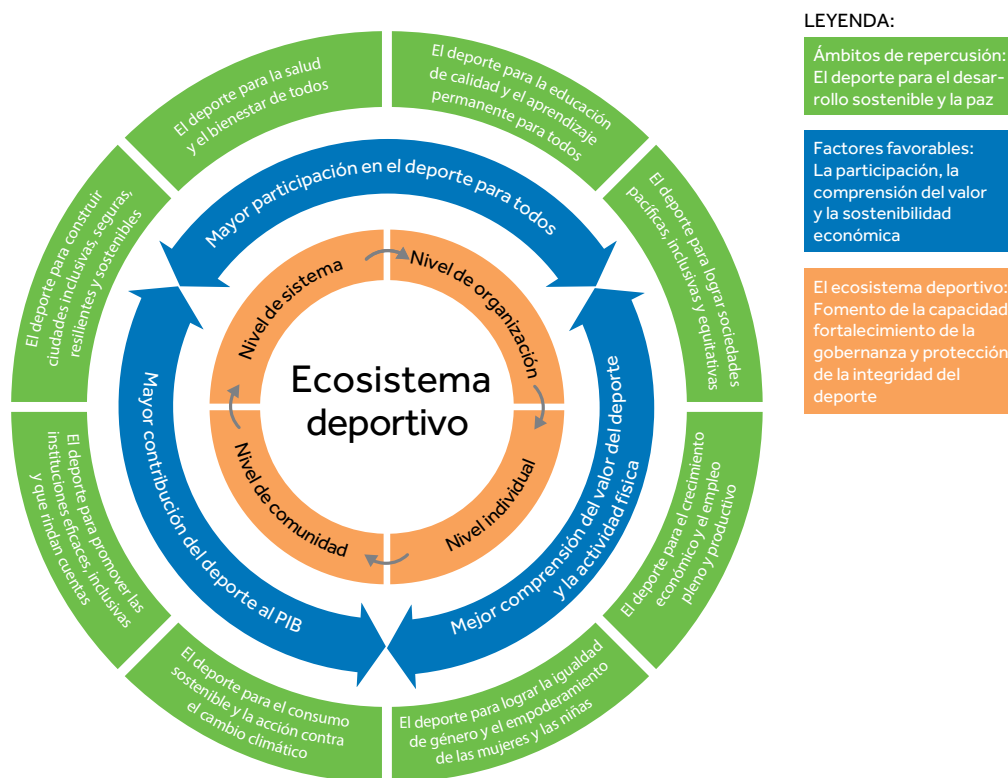 LEYENDA:
Ámbitos de repercusión:
El deporte para el desar-
rollo sostenible y la paz
Factores favorables:
La participación, la
comprensión del valor
y la sostenibilidad
económica
El ecosistema deportivo:
Fomento de la capacidad
fortalecimiento de la
gobernanza y protección
de la integridad del
deporte
El deporte para la salud
y el bienestar de todos
El deporte para la educación
de calidad y el aprendizaje
permanente para todos
El deporte para lograr sociedades
pacíficas, inclusivas y equitativas
El deporte para el crecimiento
económico y el empleo
pleno y productivo
El deporte para lograr la igualdad
de género y el empoderamiento
de las mujeres y las niñas
El deporte para el consumo
sostenible y la acción contra
el cambio climático
El deporte para promover las
instituciones eficaces, inclusivas
y que rindan cuentas
El deporte para construir
ciudades inclusivas, seguras,
resilientes y sostenibles
Mayor participación en el deporte para todos
Mejor comprensión del valor del deporte
y la actividad física
Mayor contribución del deporte al PIB
Nivel de sistema
Nivel de organización
Nivel individual
Nivel de comunidad
Ecosistema
deportivo